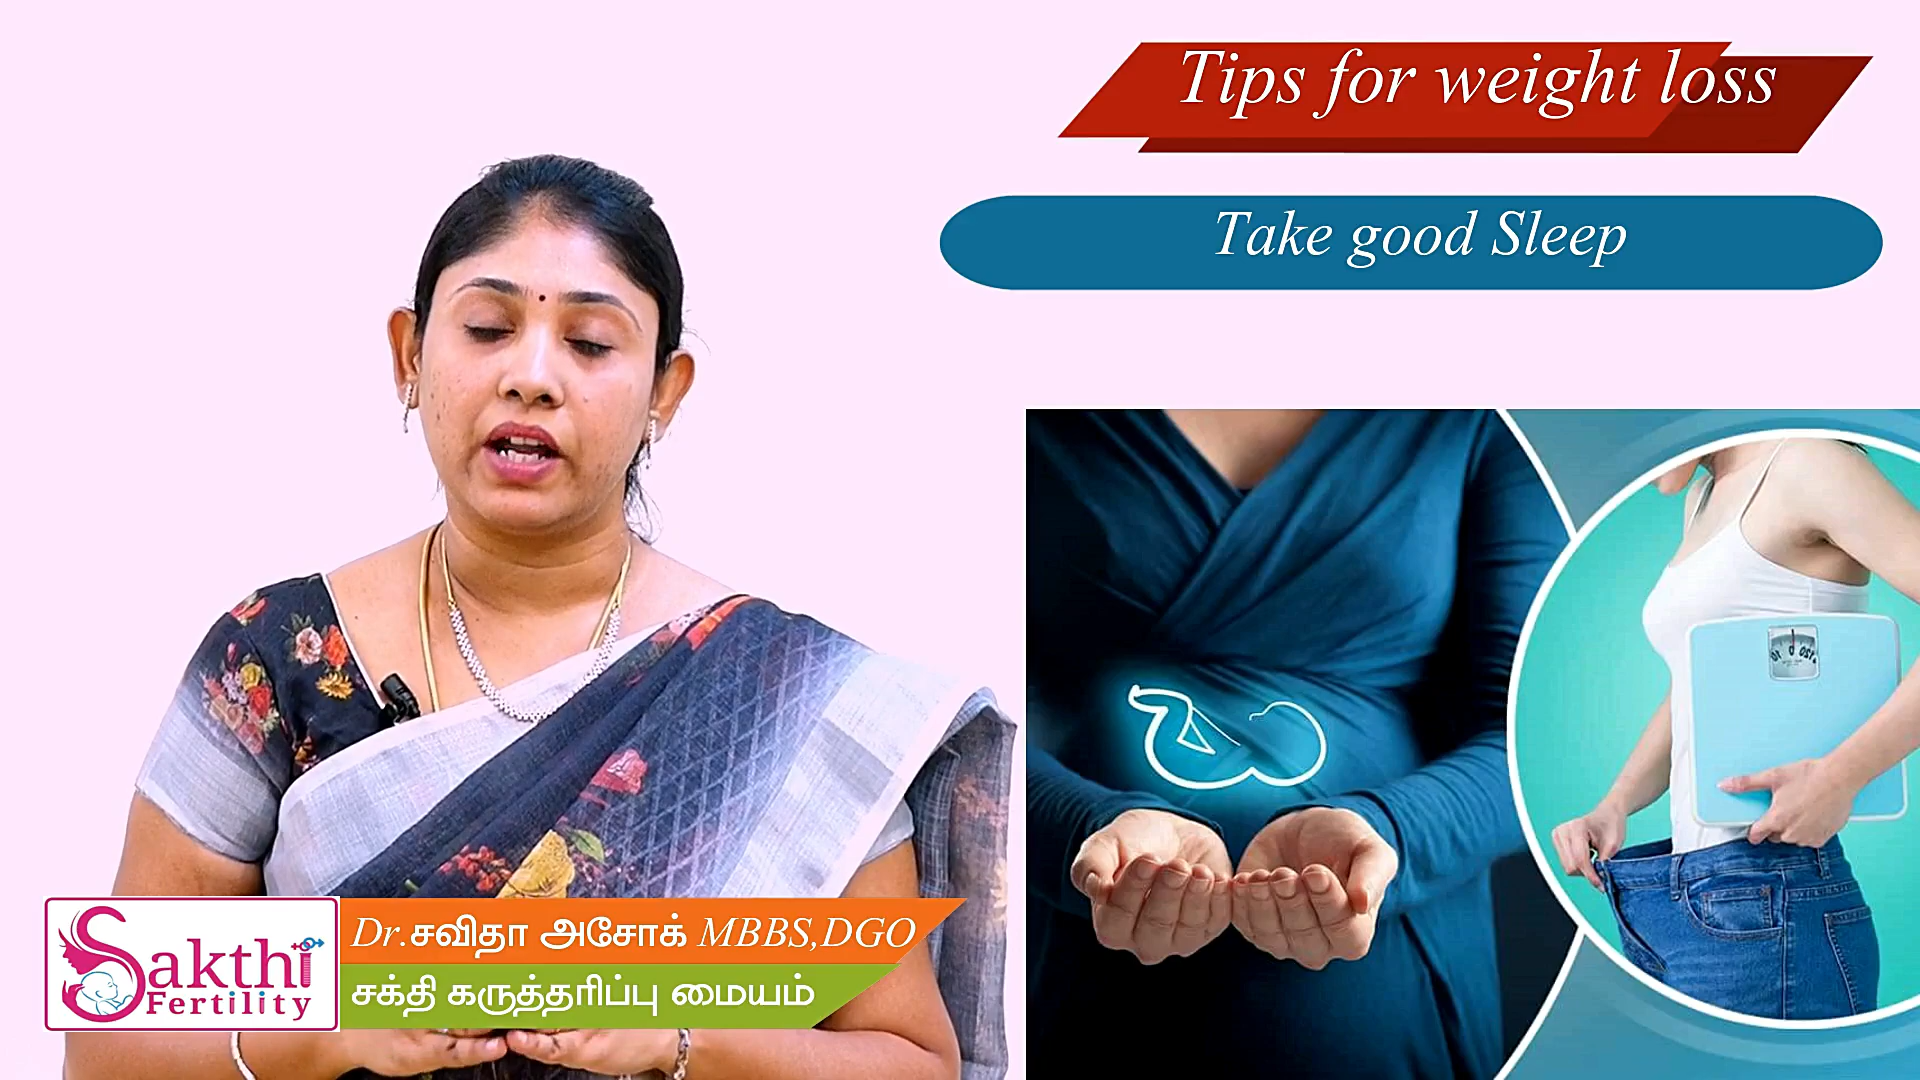 Tips for weight loss
Take good Sleep
Sakthi
Fertility
Dr.சவிதா அசோக் MBBS,DGO
சக்தி கருத்தரிப்பு மையம்